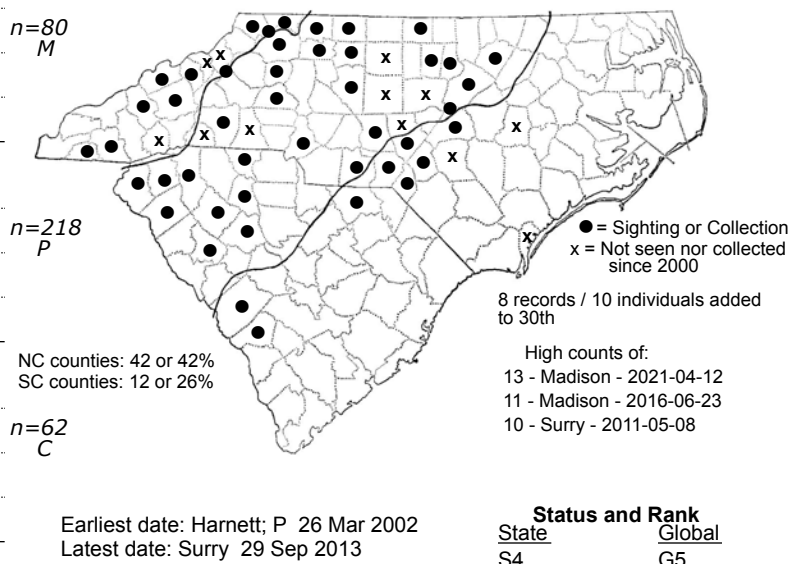 n=80
M
n=218
P
● = Sighting or Collection
x = Not seen nor collected
since 2000
8 records / 10 individuals added
to 30th
NC counties: 42 or 42%
SC counties: 12 or 26%
High counts of:
13 - Madison - 2021-04-12
11 - Madison - 2016-06-23
10 - Surry - 2011-05-08
n=62
C
Earliest date: Harnett; P 26 Mar 2002
Latest date: Surry 29 Sep 2013
Status and Rank
State Global
S4 G5